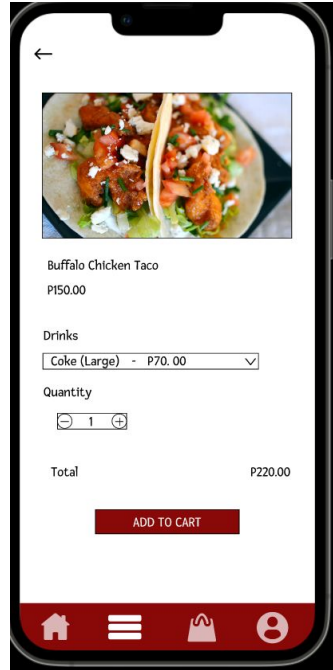 Buffalo Chicken Taco
P150.00
Drinks
Coke (Large) - P70. 00
Quantity
1
Total P220.00
ADD TO CART